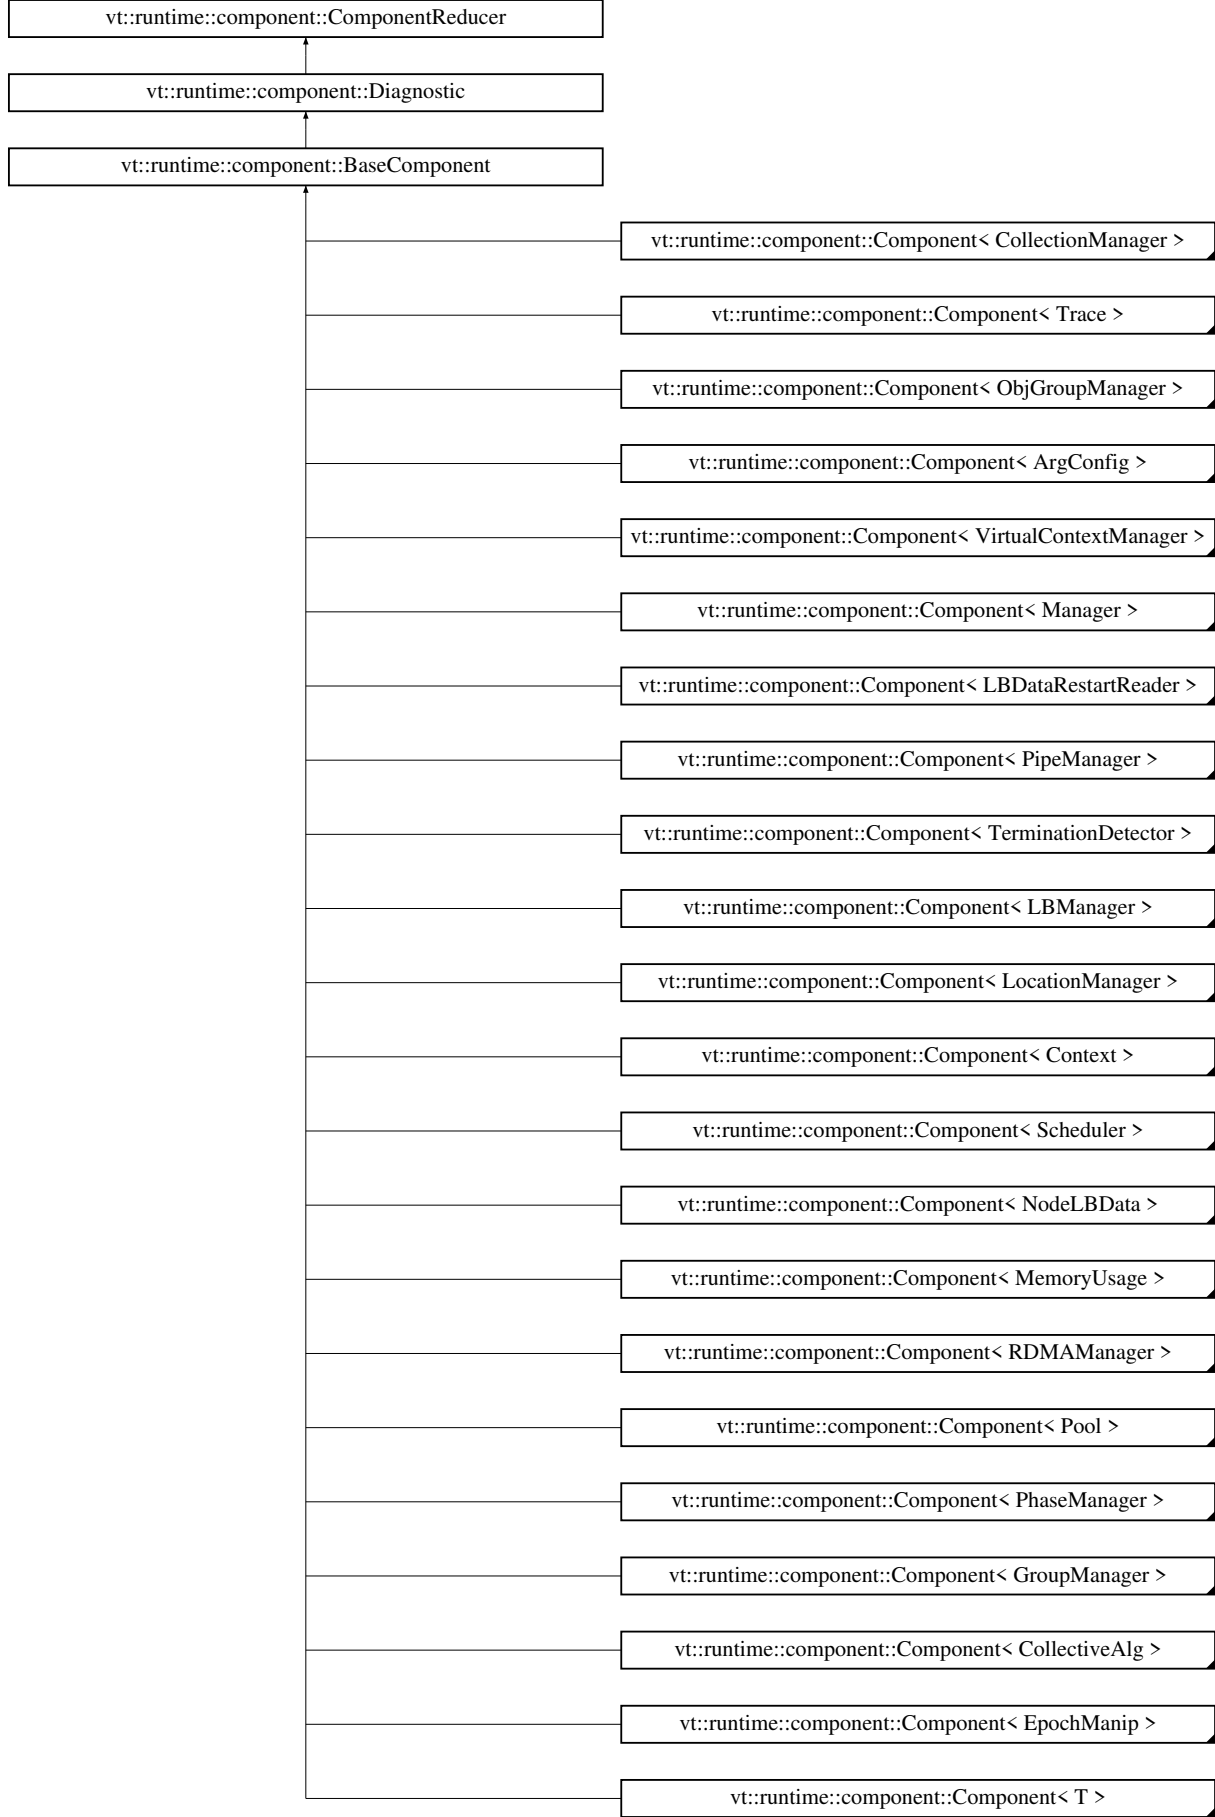 vt::runtime::component::ComponentReducer
vt::runtime::component::Diagnostic
vt::runtime::component::BaseComponent
vt::runtime::component::Component< CollectionManager >
vt::runtime::component::Component< Trace >
vt::runtime::component::Component< ObjGroupManager >
vt::runtime::component::Component< ArgConfig >
vt::runtime::component::Component< VirtualContextManager >
vt::runtime::component::Component< Manager >
vt::runtime::component::Component< LBDataRestartReader >
vt::runtime::component::Component< PipeManager >
vt::runtime::component::Component< TerminationDetector >
vt::runtime::component::Component< LBManager >
vt::runtime::component::Component< LocationManager >
vt::runtime::component::Component< Context >
vt::runtime::component::Component< Scheduler >
vt::runtime::component::Component< NodeLBData >
vt::runtime::component::Component< MemoryUsage >
vt::runtime::component::Component< RDMAManager >
vt::runtime::component::Component< Pool >
vt::runtime::component::Component< PhaseManager >
vt::runtime::component::Component< GroupManager >
vt::runtime::component::Component< CollectiveAlg >
vt::runtime::component::Component< EpochManip >
vt::runtime::component::Component< T >